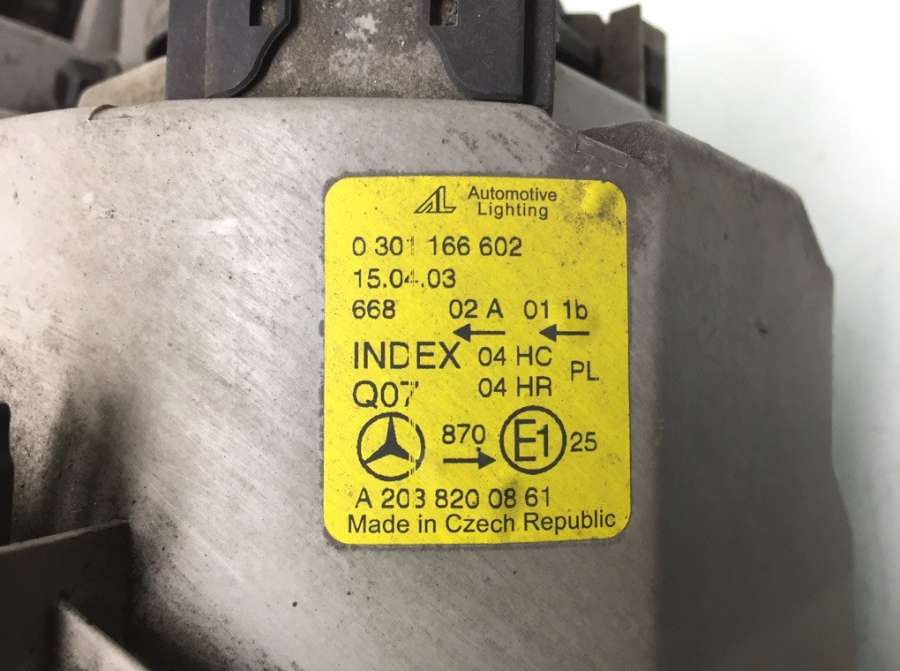 AL Automotive
Lighting
0 301 166 602
15.04.03
668 02 A 01 1b
INDEX 04 HC PL
Q07 04 HR
870 E1 25
A 203 820 08 61
Made in Czech Republic